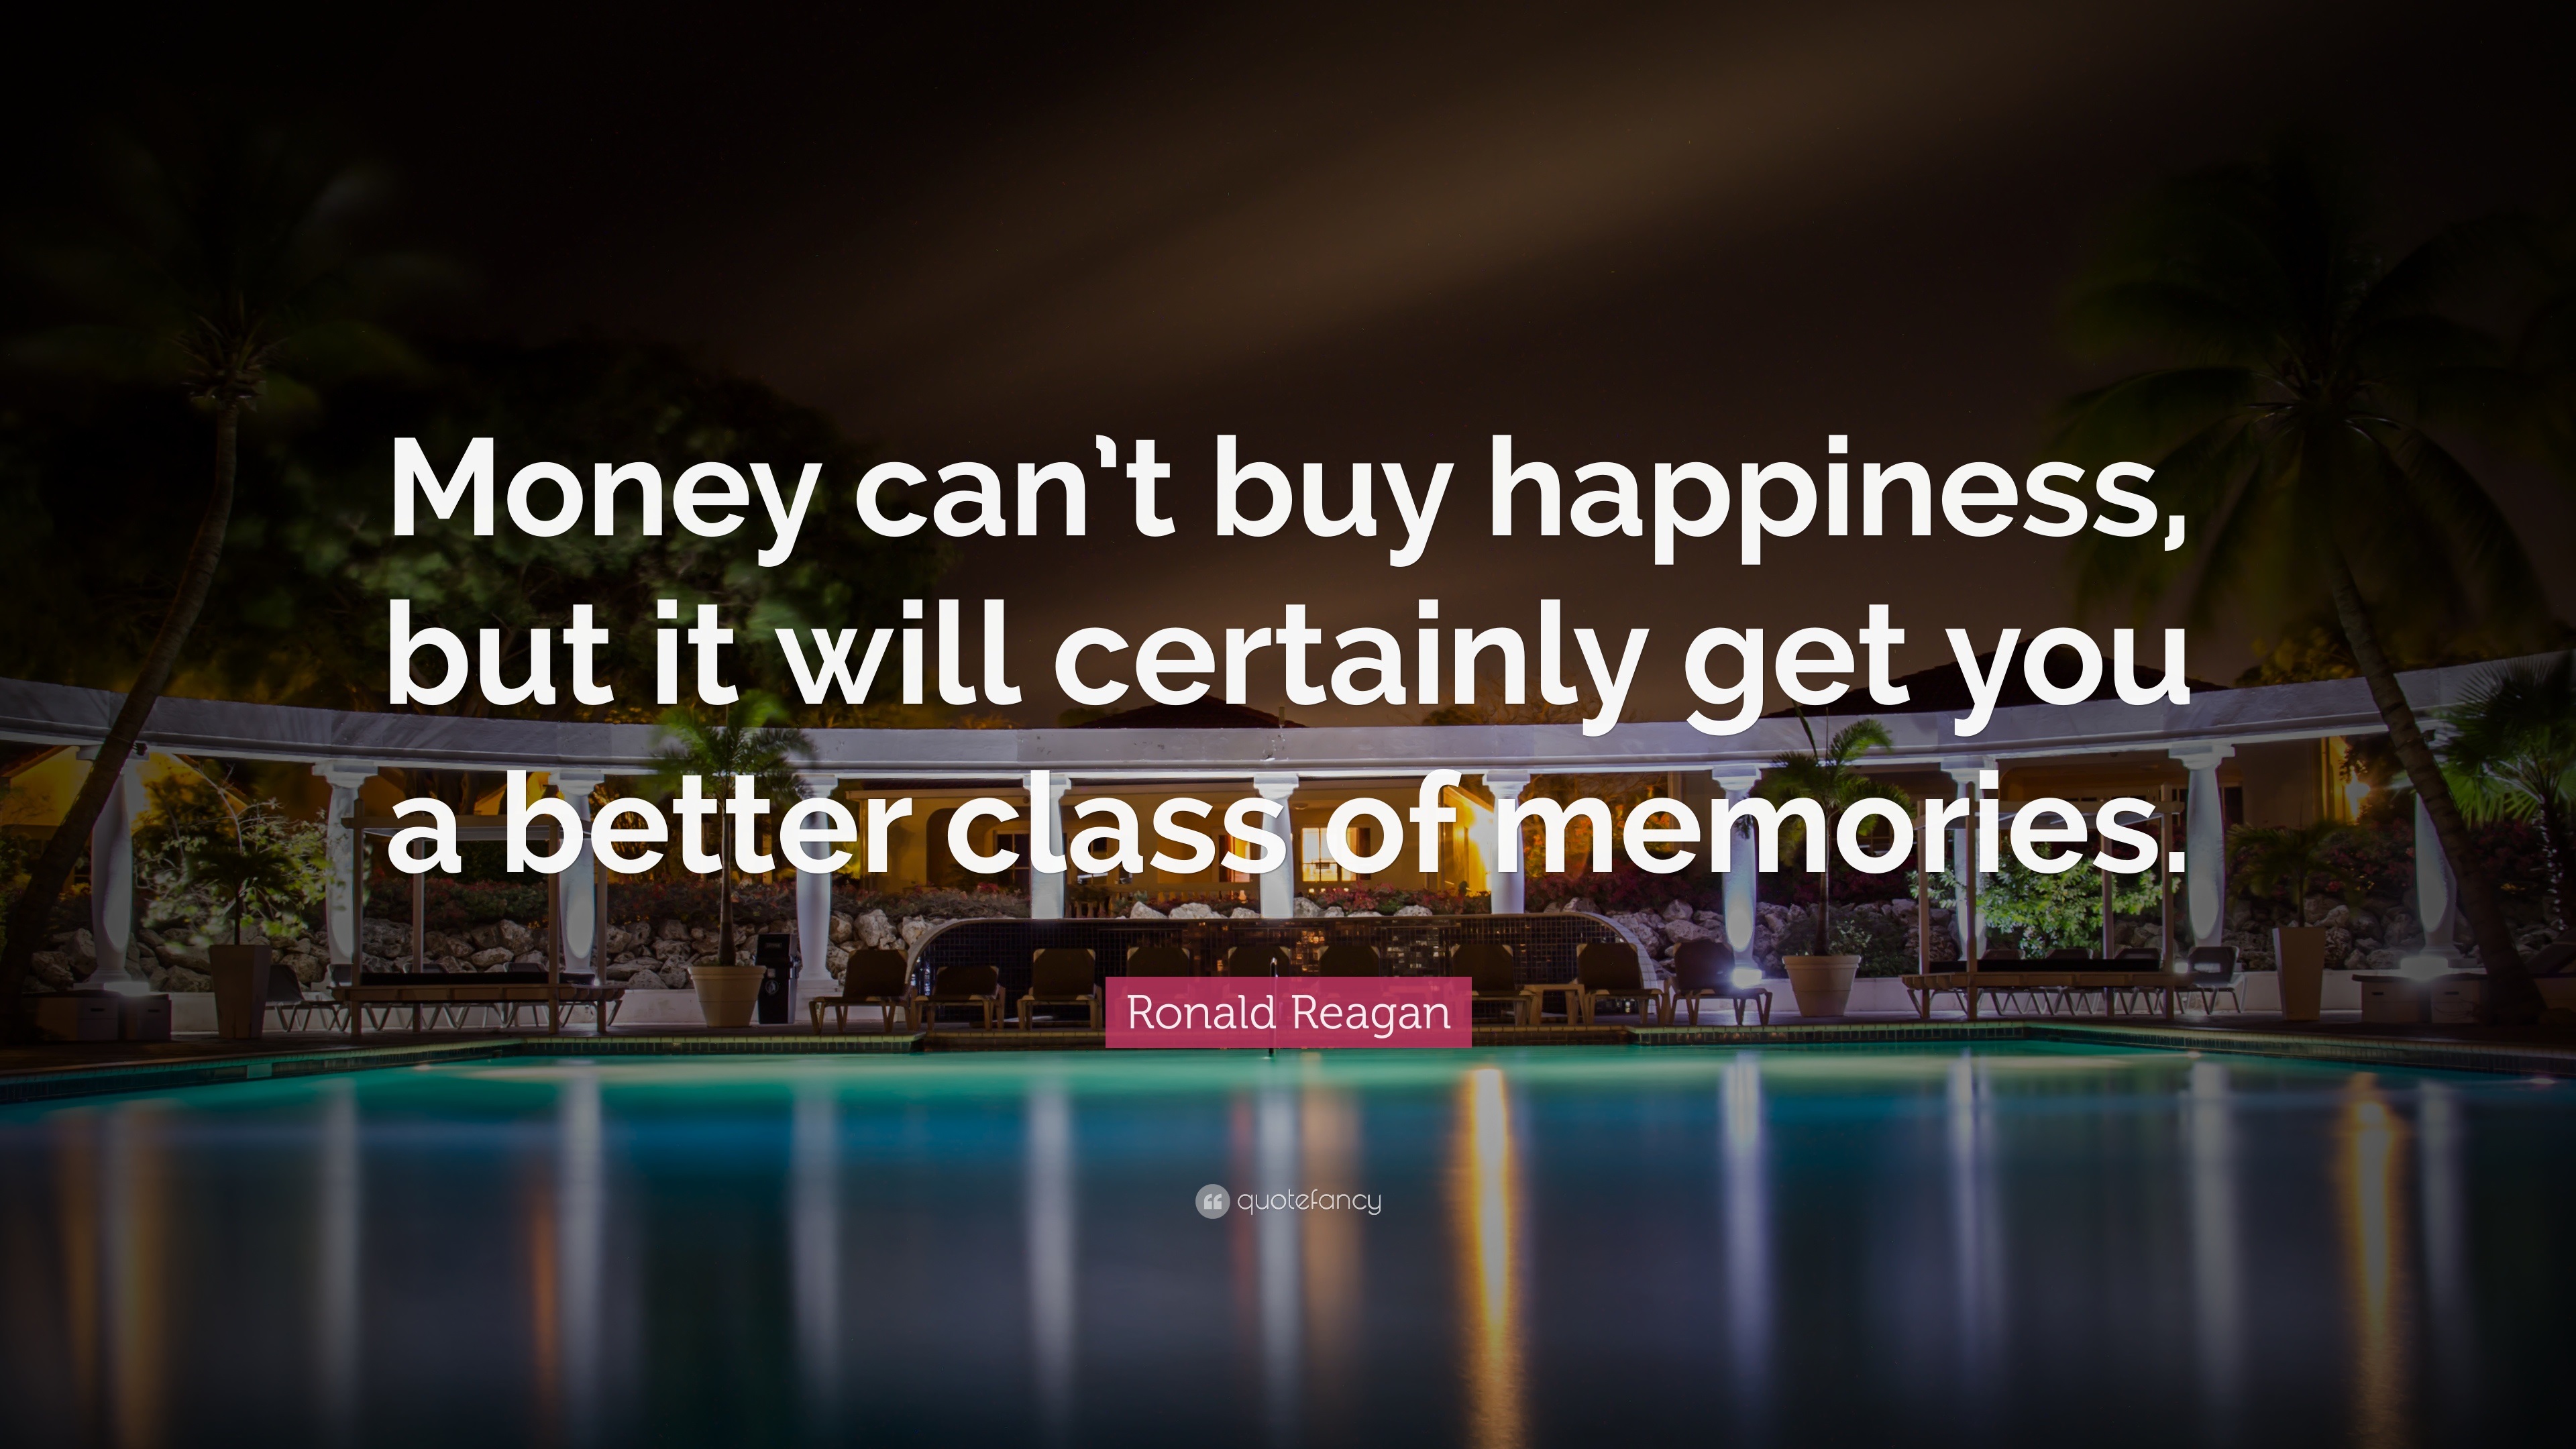 Money can’t buy happiness,
but it will certainly get you
a better class of memories.
Ronald Reagan
quotefancy